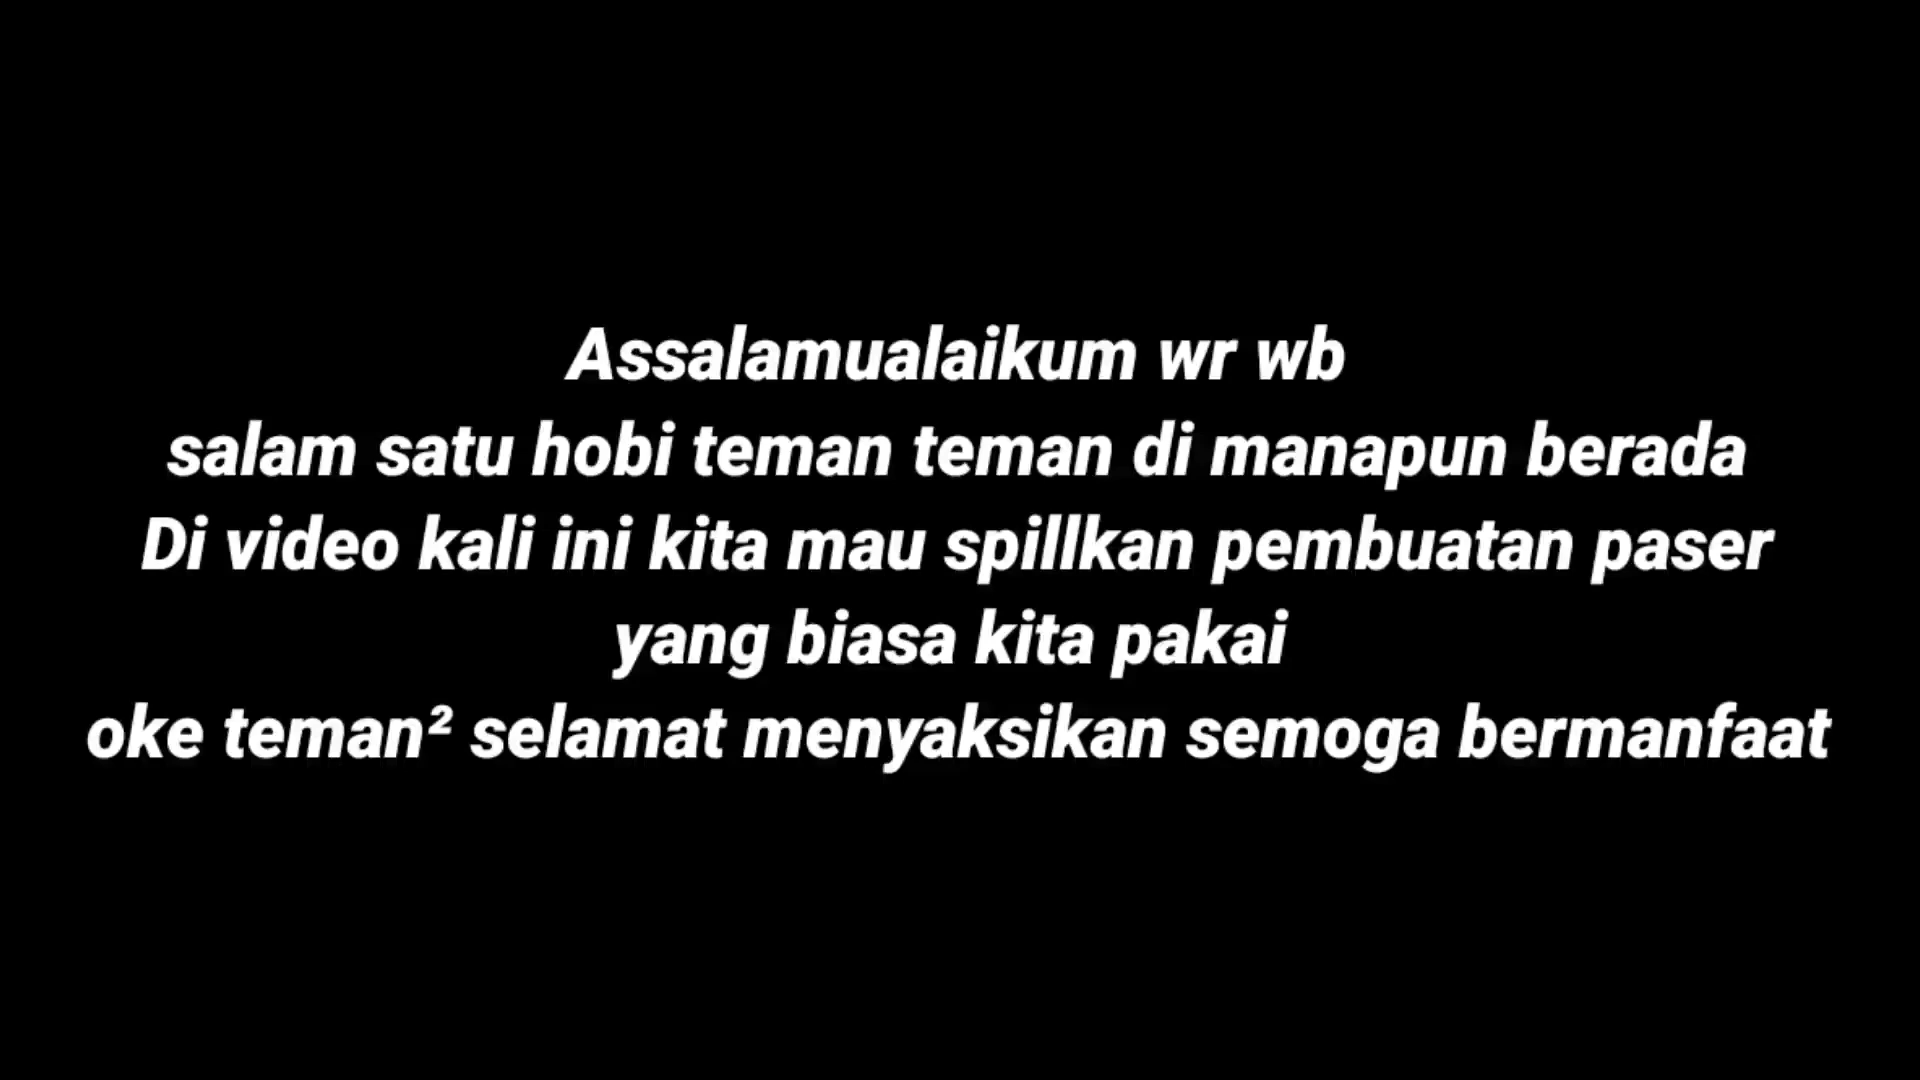 Assalamualaikum wr wb
salam satu hobi teman teman di manapun berada
Di video kali ini kita mau spillkan pembuatan paser
yang biasa kita pakai
oke teman² selamat menyaksikan semoga bermanfaat